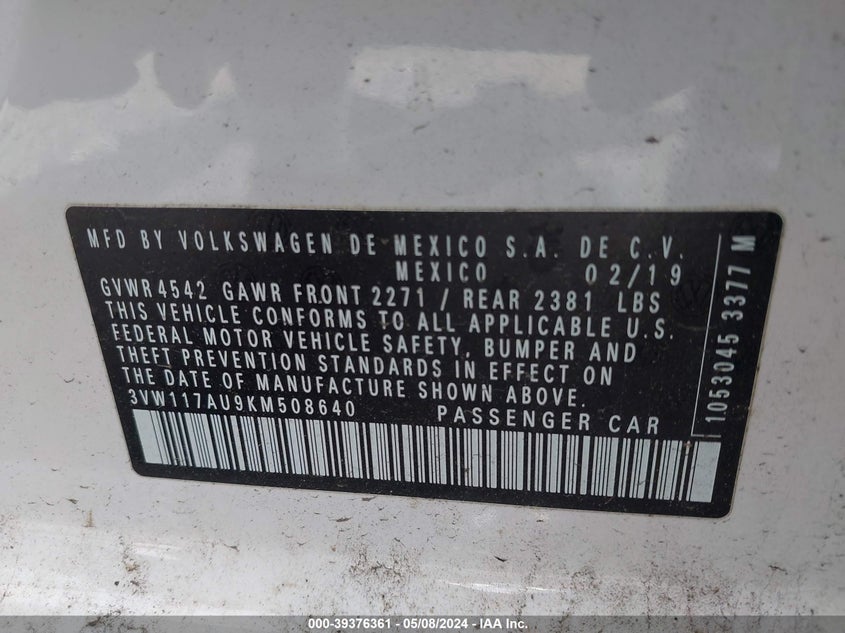 MFD BY VOLKSWAGEN DE MEXICO S.A. DE C.V.
MEXICO 02/19
GVWR 4542 GAWR FRONT 2271 / REAR 2381 LBS
THIS VEHICLE CONFORMS TO ALL APPLICABLE U.S.
FEDERAL MOTOR VEHICLE SAFETY, BUMPER AND
THEFT PREVENTION STANDARDS IN EFFECT ON
THE DATE OF MANUFACTURE SHOWN ABOVE.
3VW117AU9KM508640 PASSENGER CAR
1.053045 3377 M
000-39376361 - 05/08/2024 - IAA Inc.